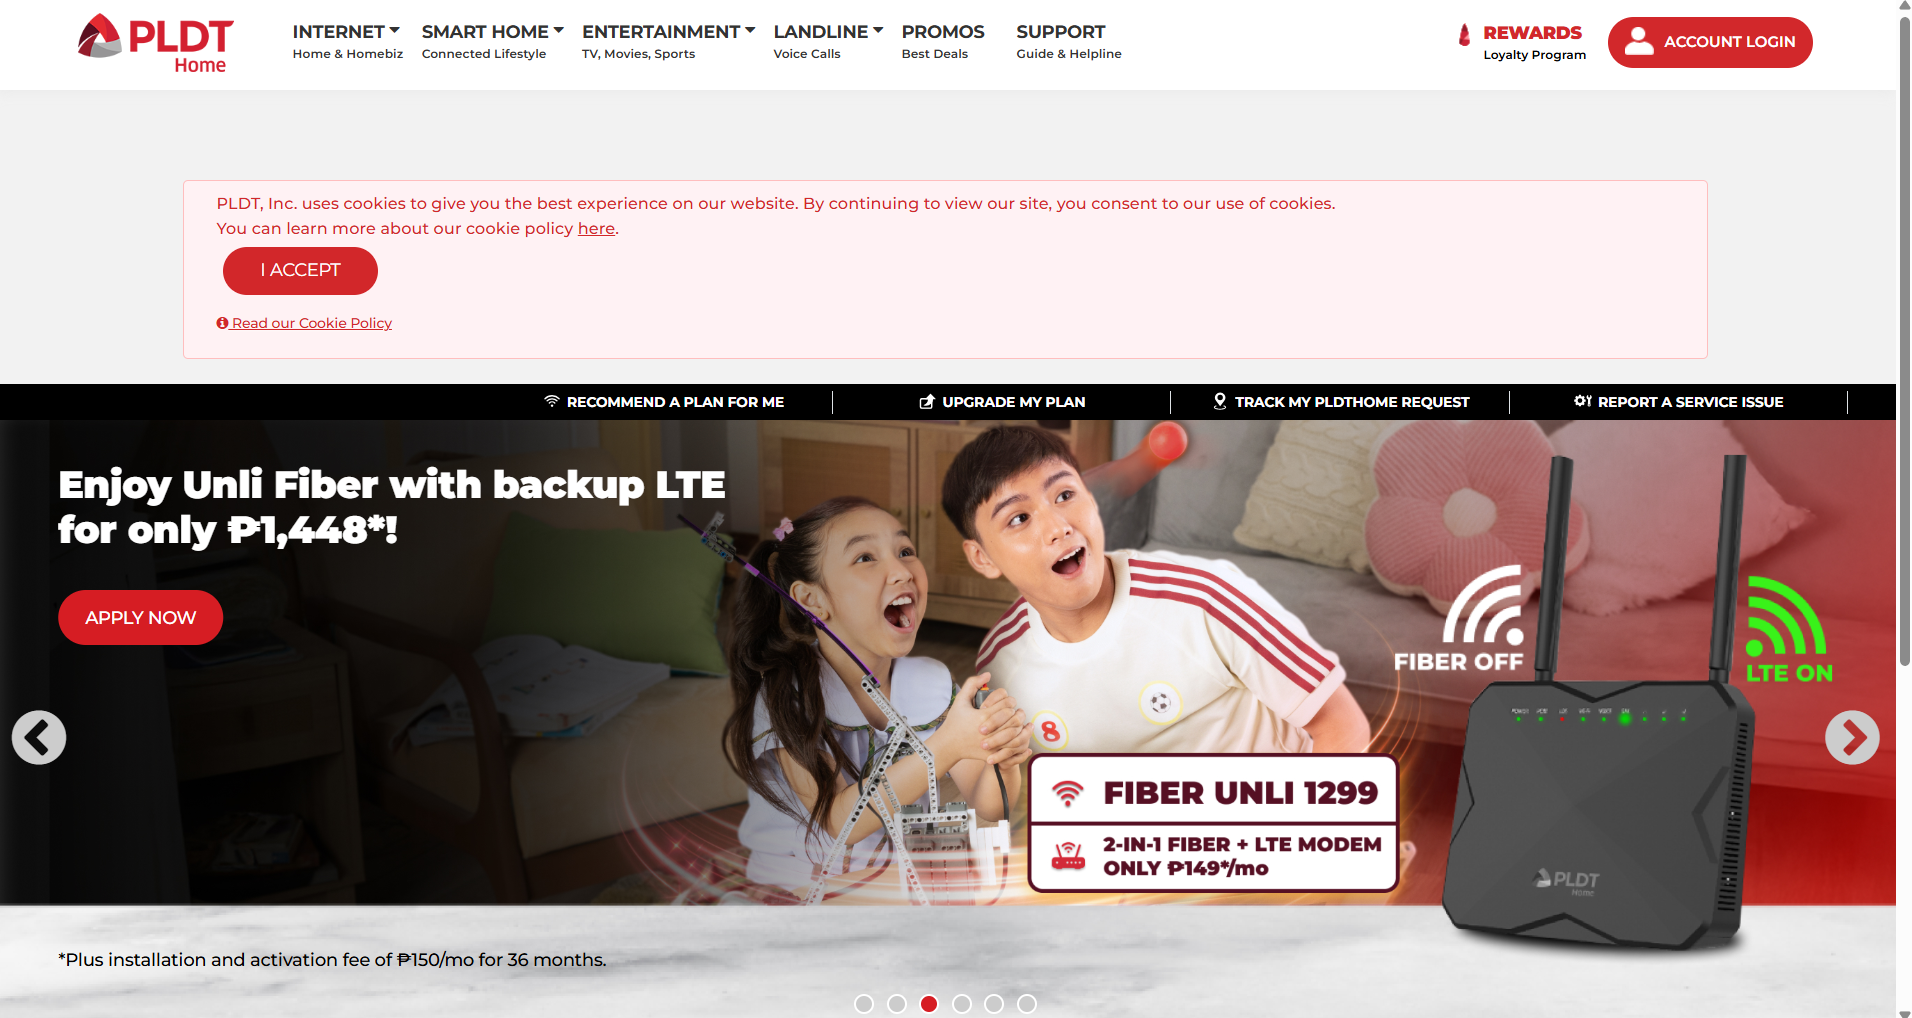 PLDT
Home
INTERNET
Home & Homebiz
SMART HOME
Connected Lifestyle
ENTERTAINMENT
TV, Movies, Sports
LANDLINE
Voice Calls
PROMOS
Best Deals
SUPPORT
Guide & Helpline
REWARDS
Loyalty Program
ACCOUNT LOGIN
PLDT, Inc. uses cookies to give you the best experience on our website. By continuing to view our site, you consent to our use of cookies.
You can learn more about our cookie policy here.
I ACCEPT
Read our Cookie Policy
RECOMMEND A PLAN FOR ME
UPGRADE MY PLAN
TRACK MY PLDTHOME REQUEST
REPORT A SERVICE ISSUE
Enjoy Unli Fiber with backup LTE
for only ₱1,448*!
APPLY NOW
FIBER OFF
LTE ON
8
FIBER UNLI 1299
2-IN-1 FIBER + LTE MODEM
ONLY ₱149*/mo
PLDT
Home
*Plus installation and activation fee of ₱150/mo for 36 months.